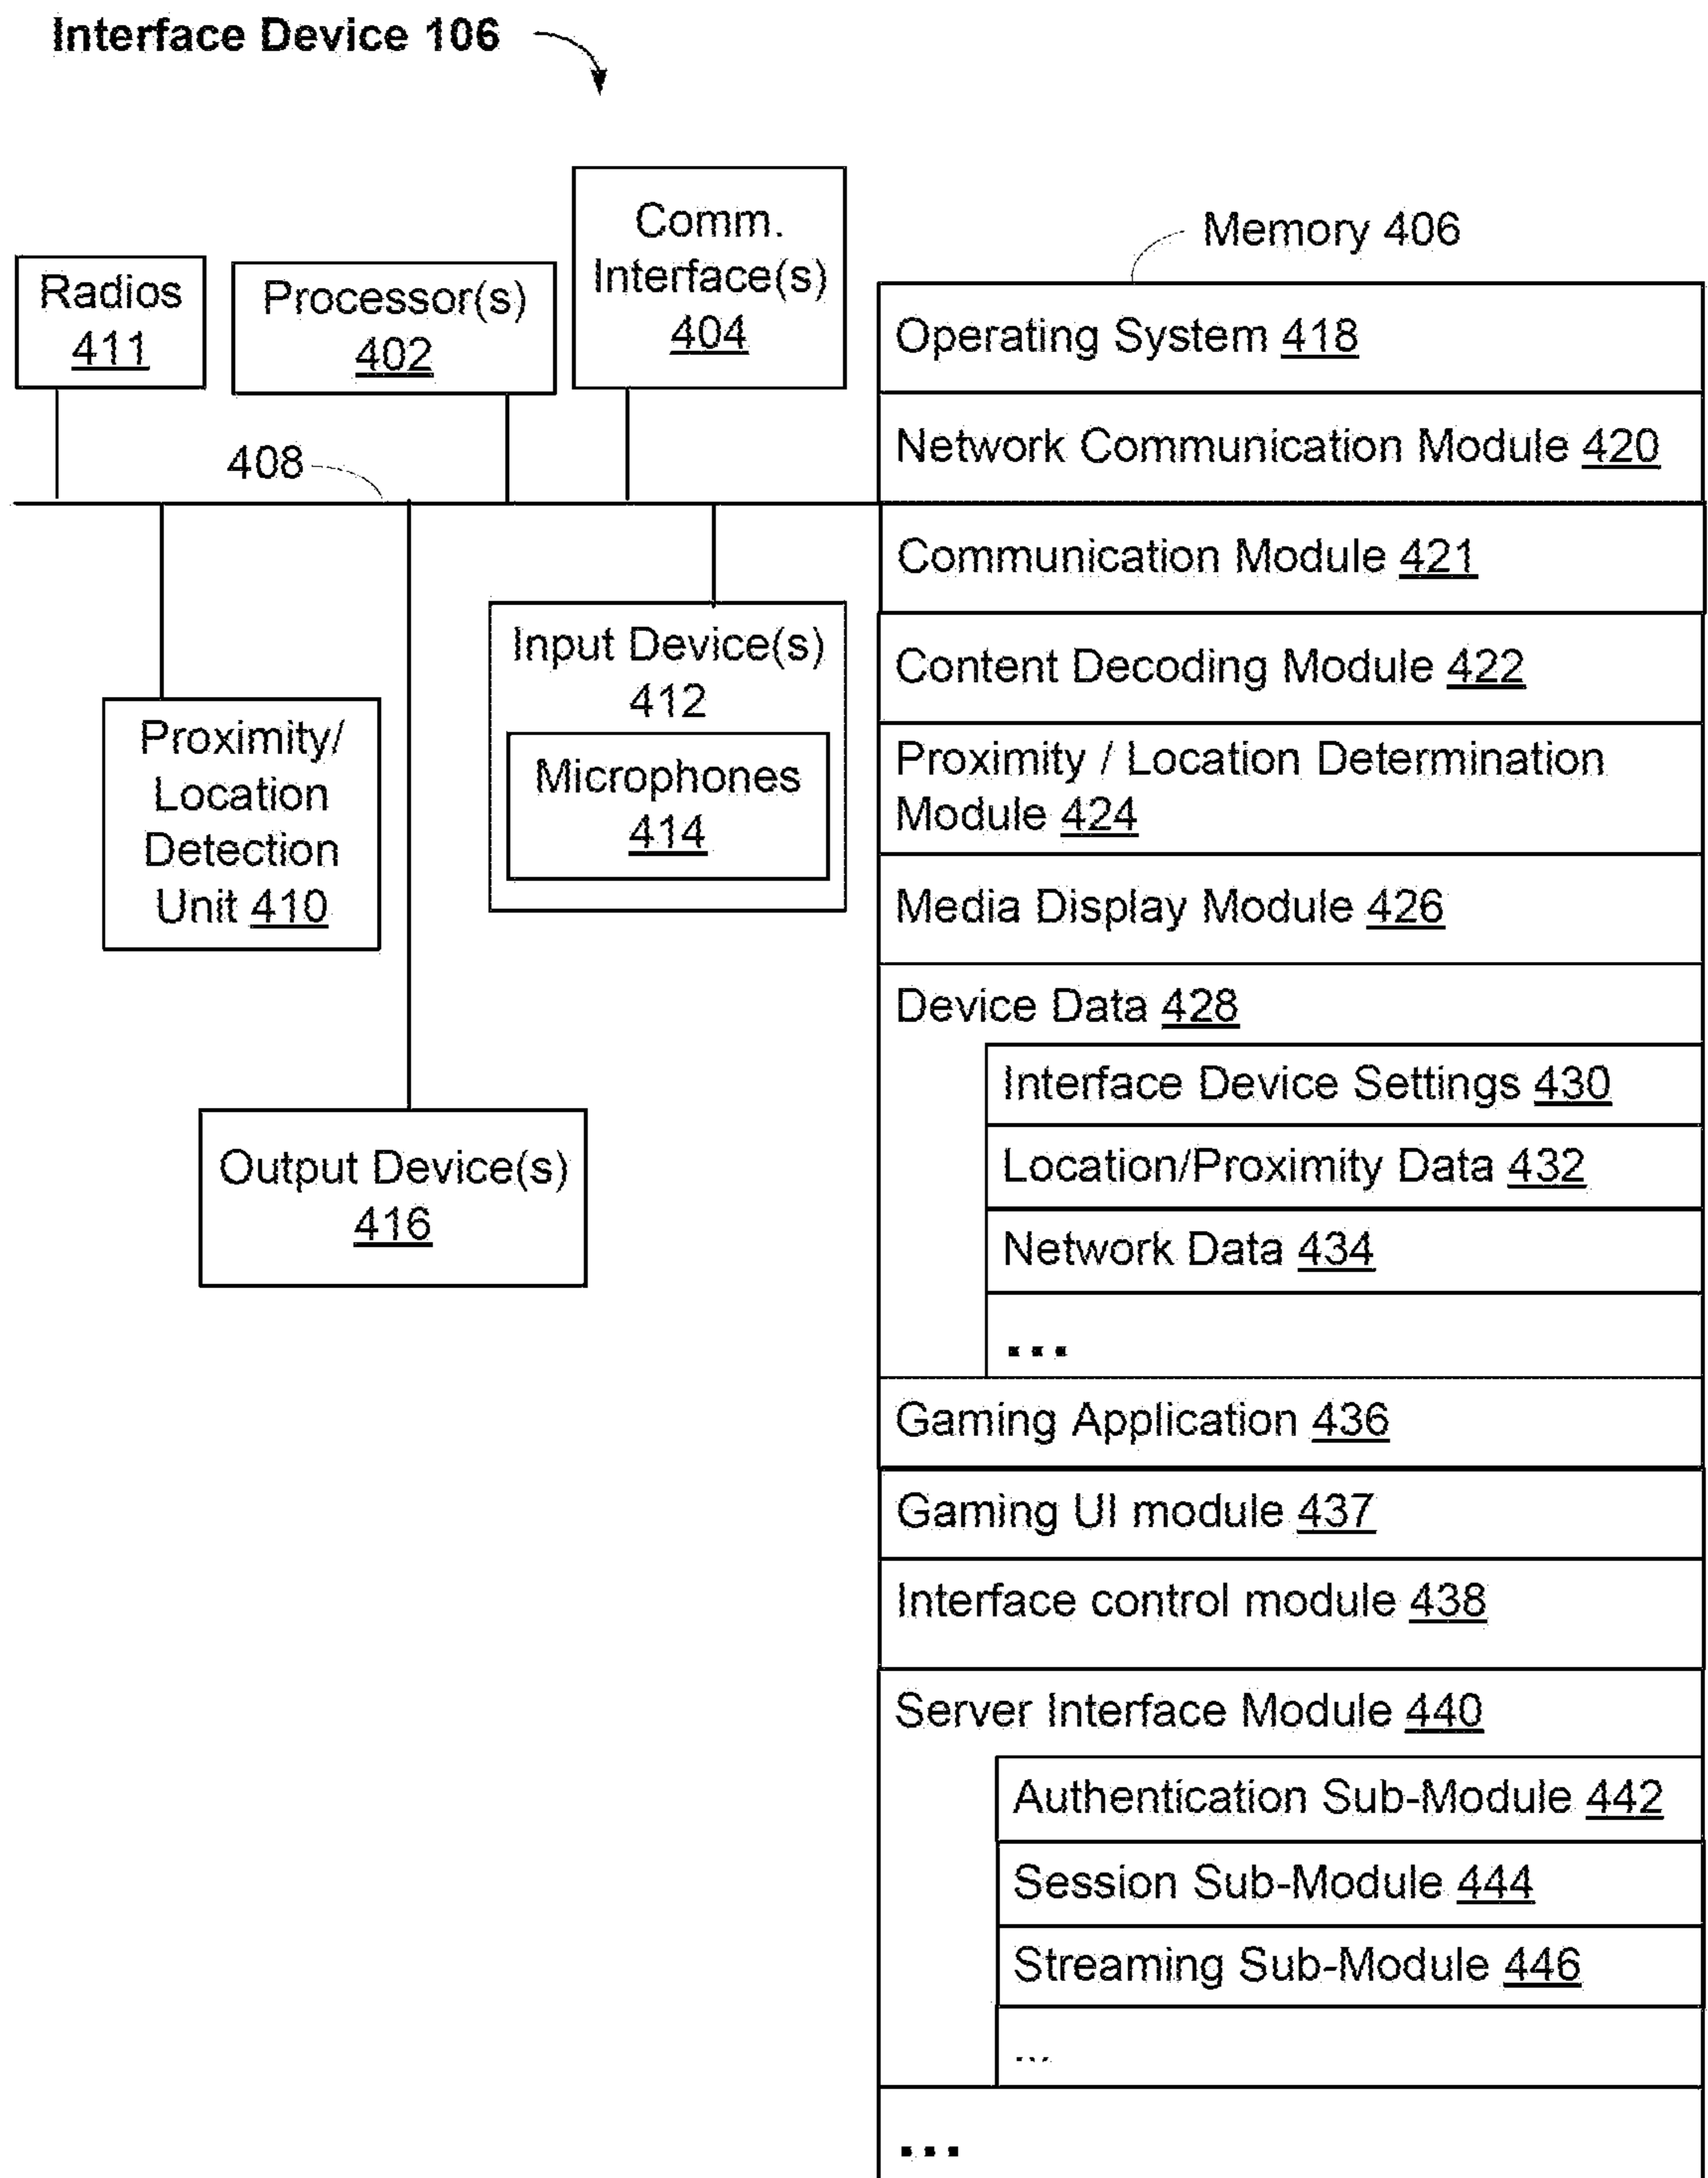 Interface Device 106
Comm.
Interface(s)
404
Radios
411
Processor(s)
402
408
Proximity/
Location
Detection
Unit 410
Input Device(s)
412
Microphones
414
Output Device(s)
416
Memory 406
Operating System 418
Network Communication Module 420
Communication Module 421
Content Decoding Module 422
Proximity / Location Determination
Module 424
Media Display Module 426
Device Data 428
Interface Device Settings 430
Location/Proximity Data 432
Network Data 434
...
Gaming Application 436
Gaming UI module 437
Interface control module 438
Server Interface Module 440
Authentication Sub-Module 442
Session Sub-Module 444
Streaming Sub-Module 446
...
...